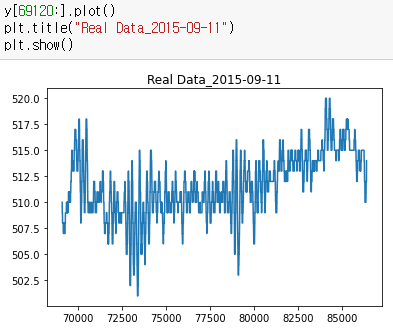 y[69120:].plot()
plt.title("Real Data_2015-09-11")
plt.show()
Real Data_2015-09-11
520.0
517.5
515.0
512.5
510.0
507.5
505.0
502.5
70000 72500 75000 77500 80000 82500 85000